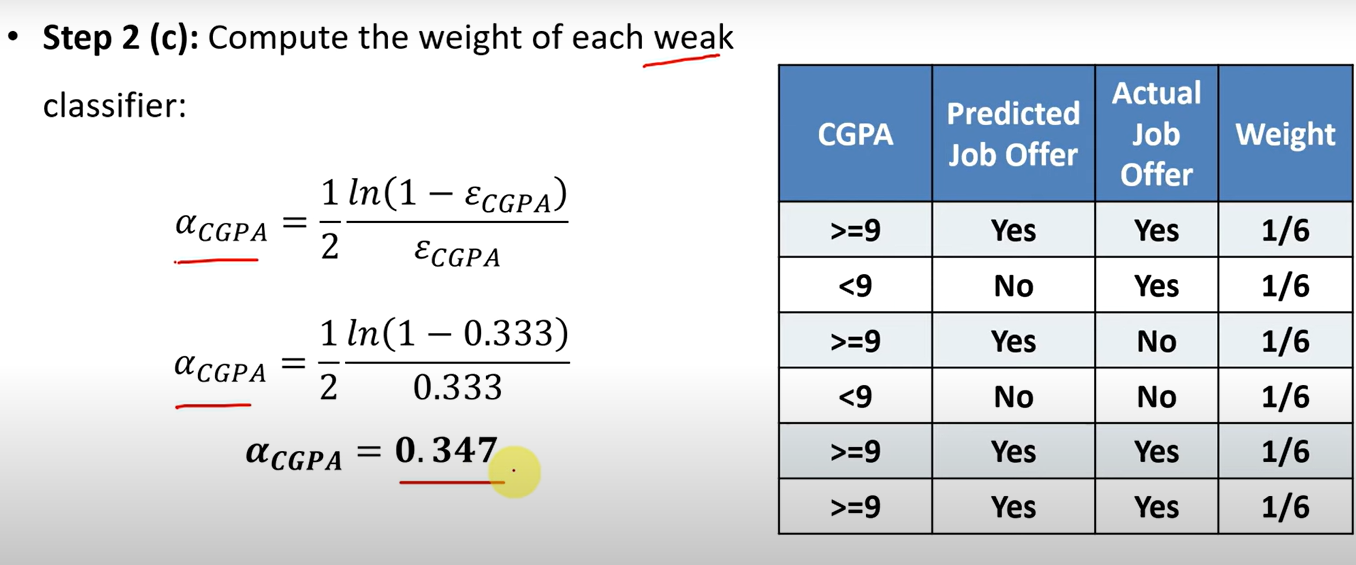 • Step 2 (c): Compute the weight of each weak
classifier:
α_CGPA = 1/2 ln(1 − ε_CGPA)/ε_CGPA
α_CGPA = 1/2 ln(1 − 0.333)/0.333
α_CGPA = 0.347
CGPA | Predicted Job Offer | Actual Job Offer | Weight
>=9 | Yes | Yes | 1/6
<9 | No | Yes | 1/6
>=9 | Yes | No | 1/6
<9 | No | No | 1/6
>=9 | Yes | Yes | 1/6
>=9 | Yes | Yes | 1/6